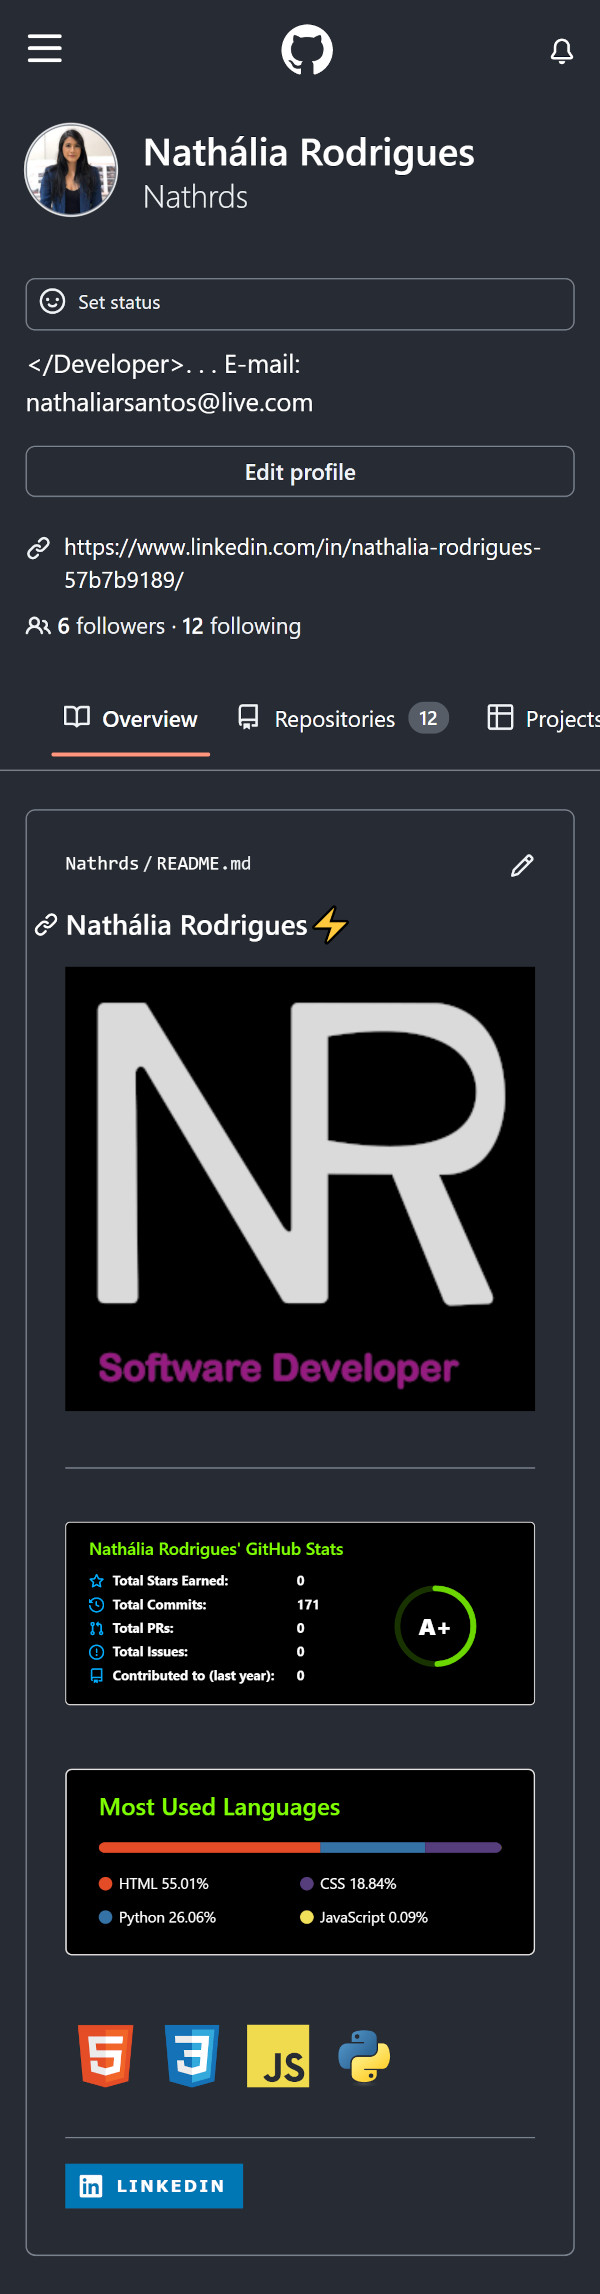 Nathália Rodrigues
Nathrds
Set status
</Developer>. . . E-mail:
nathaliarsantos@live.com
Edit profile
https://www.linkedin.com/in/nathalia-rodrigues-
57b7b9189/
6 followers · 12 following
Overview Repositories 12 Projects
Nathrds / README.md
Nathália Rodrigues⚡
NR
Software Developer
Nathália Rodrigues' GitHub Stats
Total Stars Earned: 0
Total Commits: 171
Total PRs: 0
Total Issues: 0
Contributed to (last year): 0
A+
Most Used Languages
HTML 55.01% CSS 18.84%
Python 26.06% JavaScript 0.09%
5 3 JS
in LINKEDIN